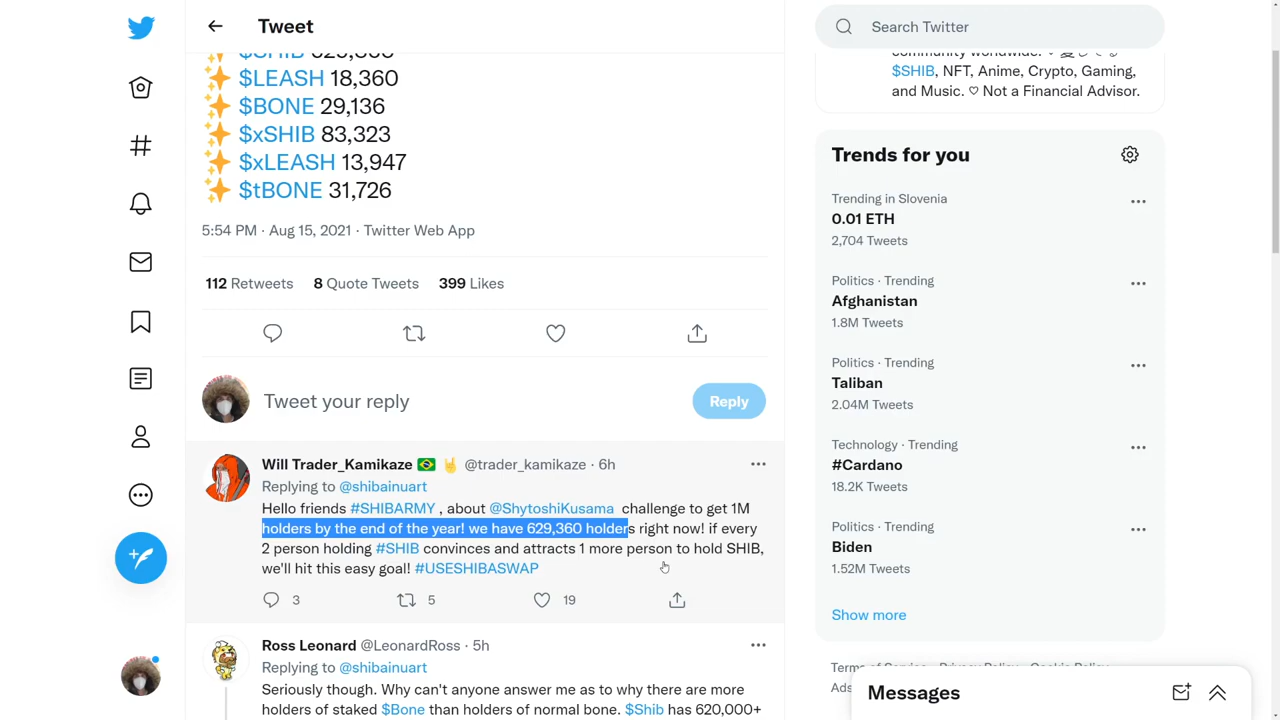 Tweet
Search Twitter
$LEASH 18,360
$BONE 29,136
$xSHIB 83,323
$xLEASH 13,947
$tBONE 31,726
5:54 PM · Aug 15, 2021 · Twitter Web App
112 Retweets 8 Quote Tweets 399 Likes
Tweet your reply
Reply
Will Trader_Kamikaze 🇧🇷 🤘 @trader_kamikaze · 6h
Replying to @shibainuart
Hello friends #SHIBARMY , about @ShytoshiKusama challenge to get 1M
holders by the end of the year! we have 629,360 holders right now! if every
2 person holding #SHIB convinces and attracts 1 more person to hold SHIB,
we'll hit this easy goal! #USESHIBASWAP
3 5 19
Ross Leonard @LeonardRoss · 5h
Replying to @shibainuart
Seriously though. Why can't anyone answer me as to why there are more
holders of staked $Bone than holders of normal bone. $Shib has 620,000+
$SHIB, NFT, Anime, Crypto, Gaming,
and Music. ♡ Not a Financial Advisor.
Trends for you
Trending in Slovenia
0.01 ETH
2,704 Tweets
Politics · Trending
Afghanistan
1.8M Tweets
Politics · Trending
Taliban
2.04M Tweets
Technology · Trending
#Cardano
18.2K Tweets
Politics · Trending
Biden
1.52M Tweets
Show more
Terms of Service Privacy Policy Cookie Policy
Ads
Messages